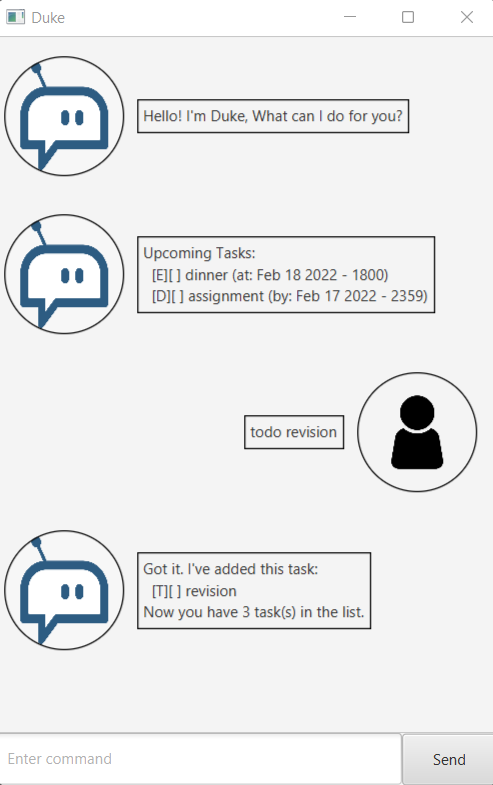 Duke
Hello! I'm Duke, What can I do for you?
Upcoming Tasks:
[E][ ] dinner (at: Feb 18 2022 - 1800)
[D][ ] assignment (by: Feb 17 2022 - 2359)
todo revision
Got it. I've added this task:
[T][ ] revision
Now you have 3 task(s) in the list.
Enter command
Send